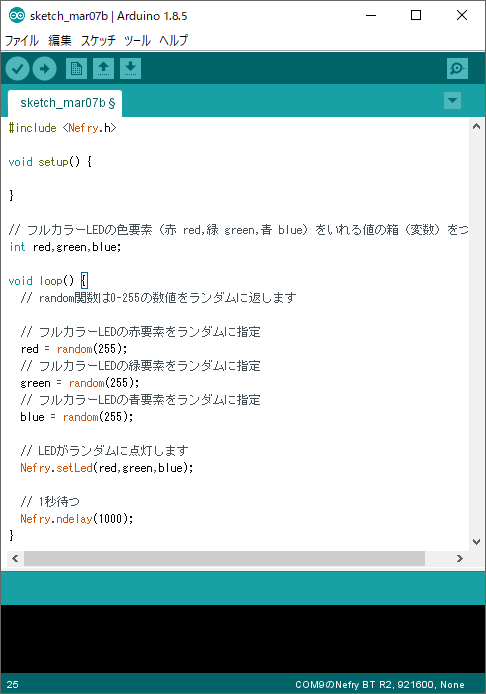 sketch_mar07b | Arduino 1.8.5
ファイル 編集 スケッチ ツール ヘルプ
sketch_mar07b §
#include <Nefry.h>
void setup() {
}
// フルカラーLEDの色要素（赤 red,緑 green,青 blue）をいれる値の箱（変数）をつ
int red,green,blue;
void loop() {
// random関数は0-255の数値をランダムに返します
// フルカラーLEDの赤要素をランダムに指定
red = random(255);
// フルカラーLEDの緑要素をランダムに指定
green = random(255);
// フルカラーLEDの青要素をランダムに指定
blue = random(255);
// LEDがランダムに点灯します
Nefry.setLed(red,green,blue);
// 1秒待つ
Nefry.ndelay(1000);
}
25 COM9のNefry BT R2, 921600, None